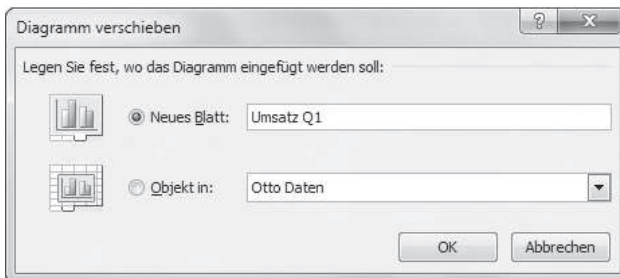 Diagramm verschieben
Legen Sie fest, wo das Diagramm eingefügt werden soll:
Neues Blatt: Umsatz Q1
Objekt in: Otto Daten
OK Abbrechen